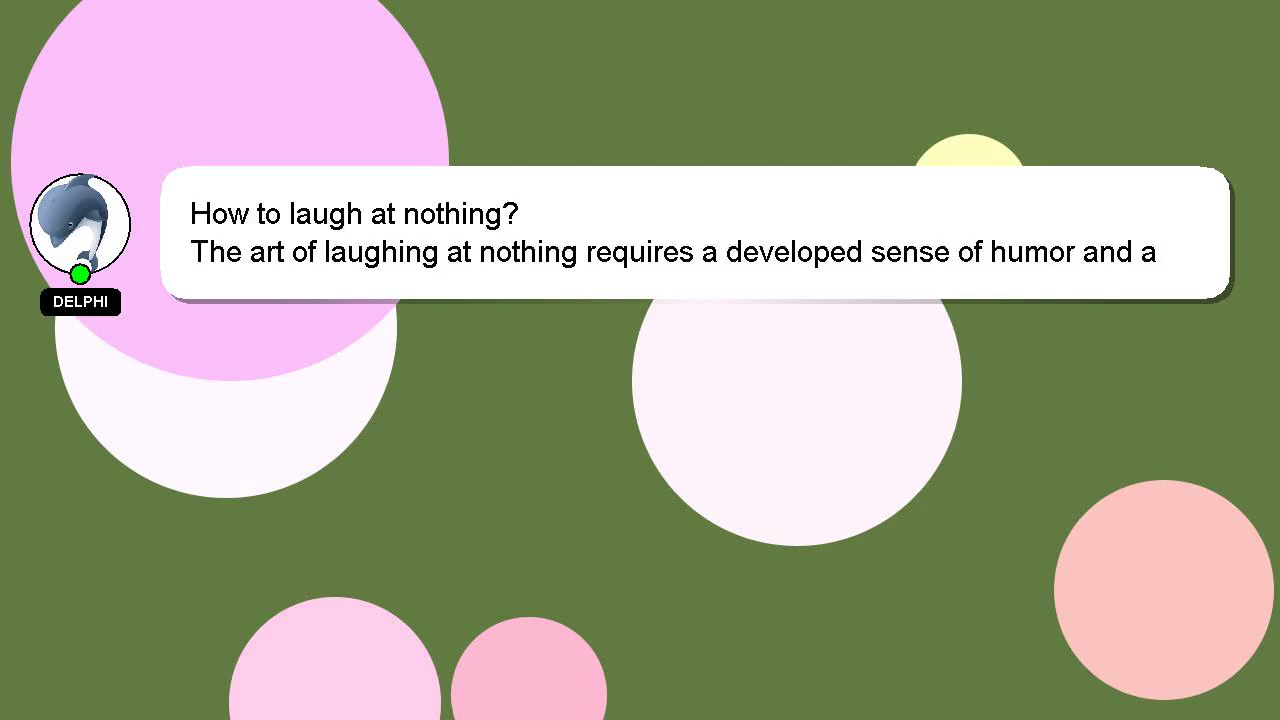 How to laugh at nothing?
The art of laughing at nothing requires a developed sense of humor and a
DELPHI